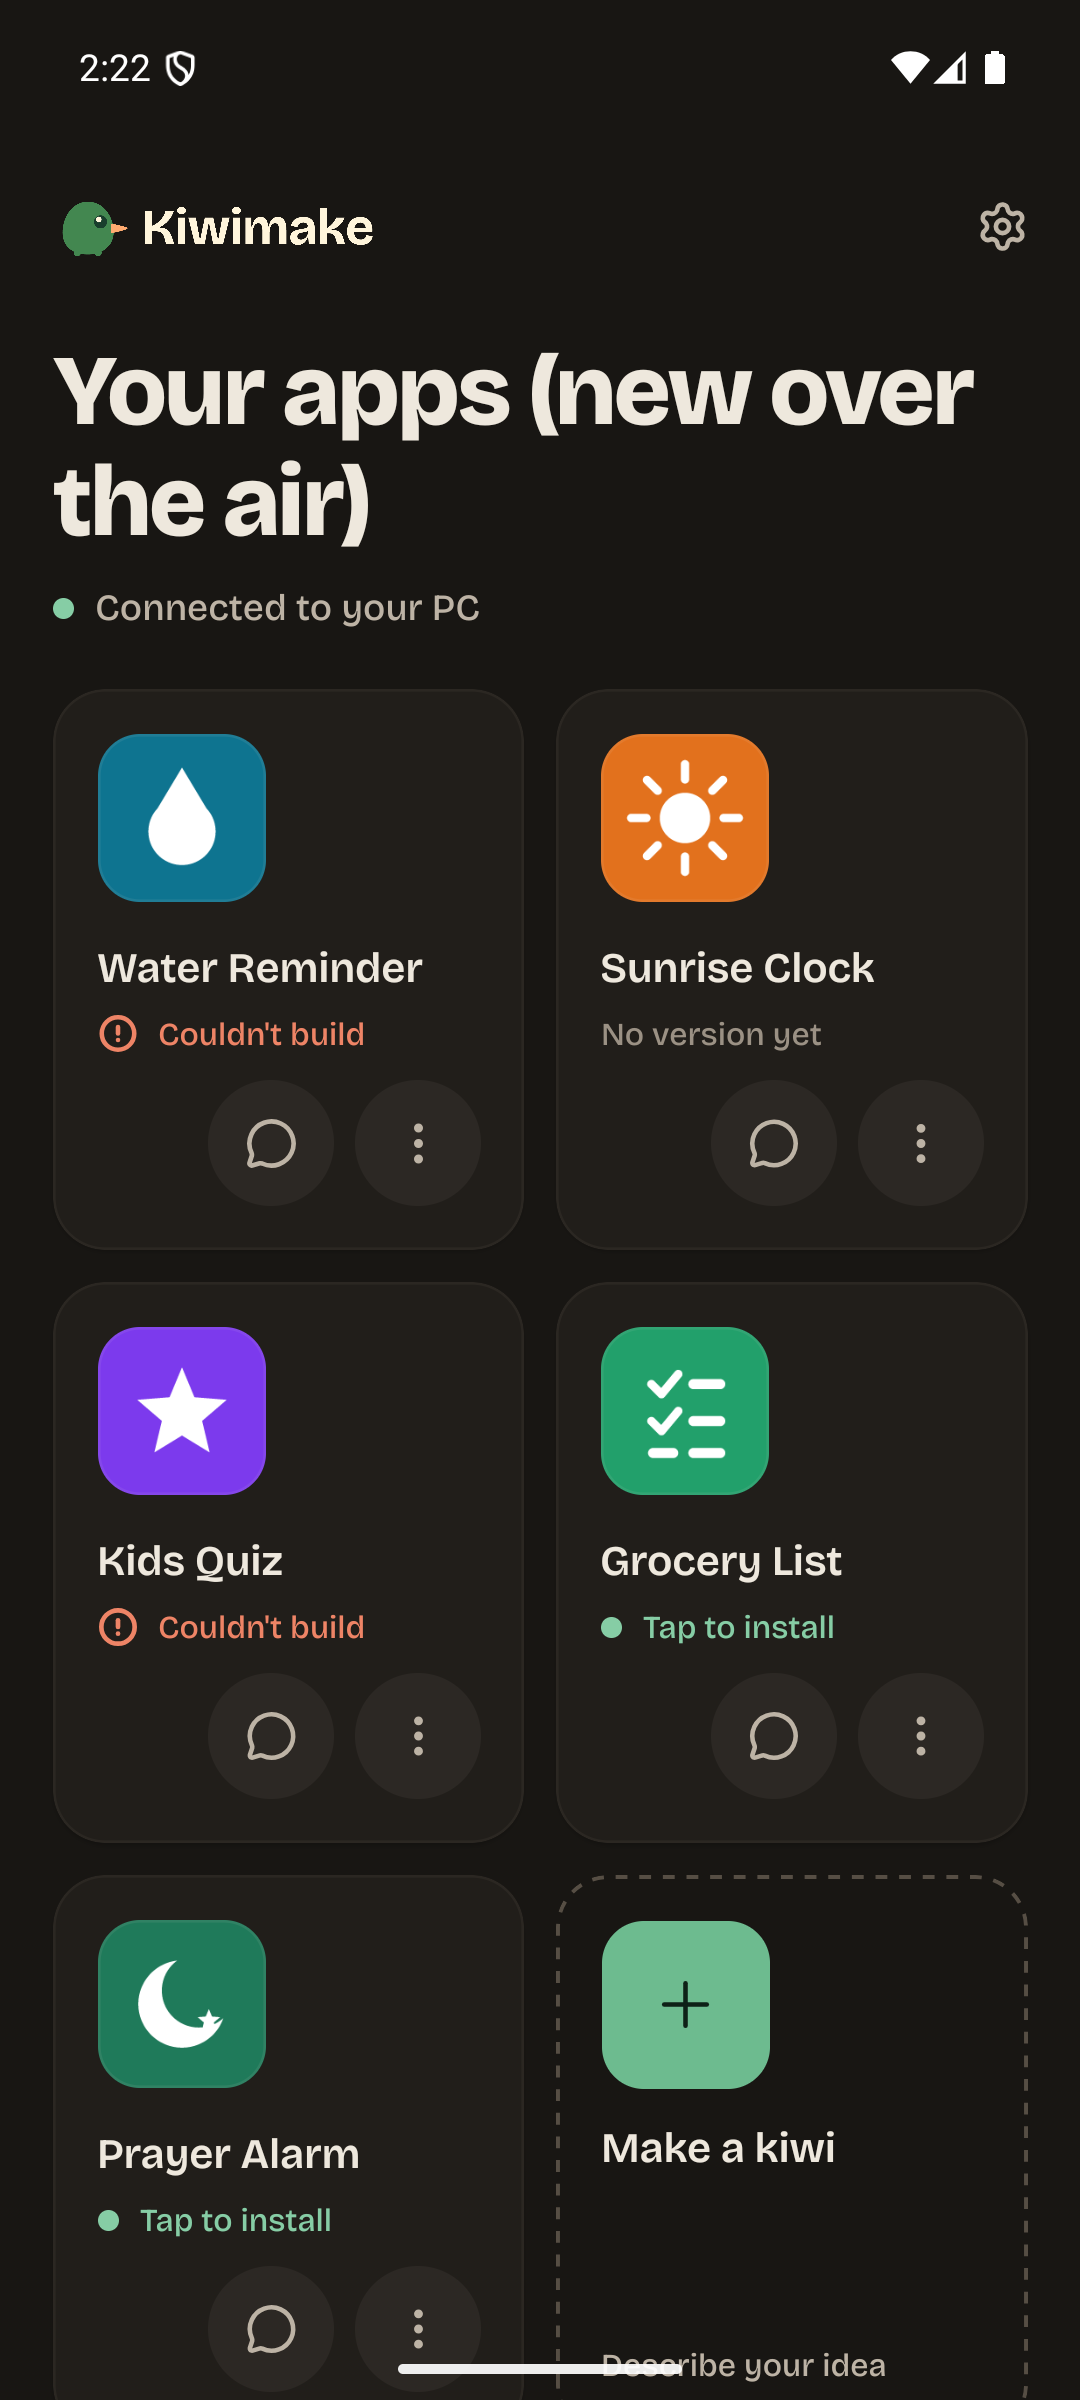 2:22
Kiwimake
Your apps (new over
the air)
Connected to your PC
Water Reminder
Couldn't build
Sunrise Clock
No version yet
Kids Quiz
Couldn't build
Grocery List
Tap to install
Prayer Alarm
Tap to install
Make a kiwi
Describe your idea